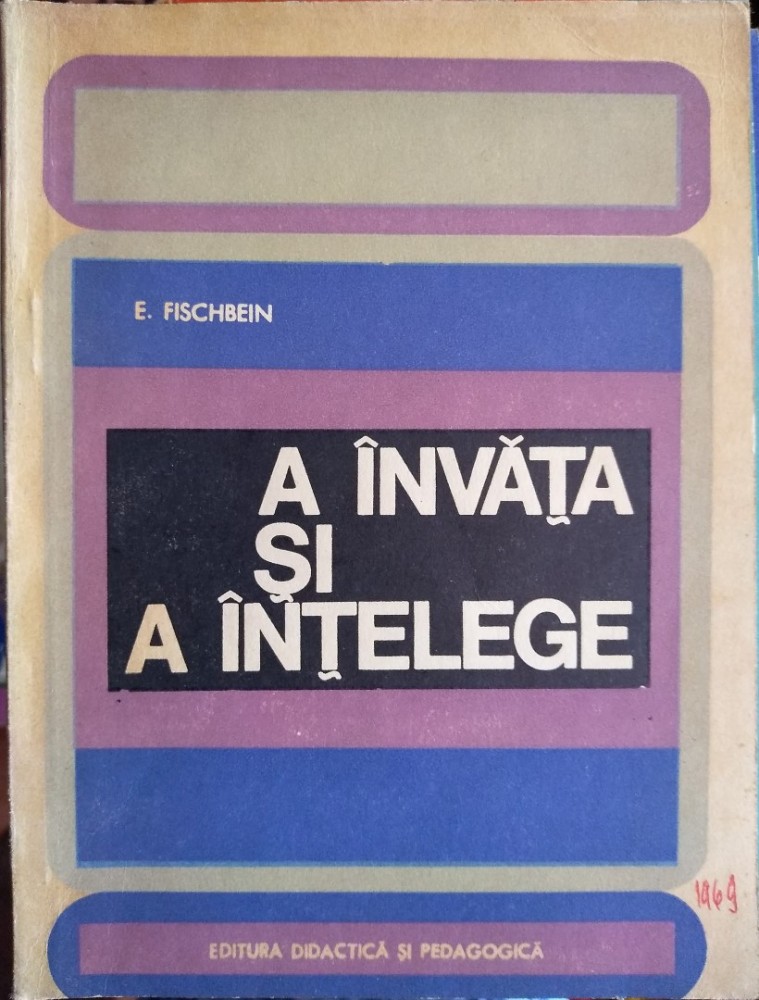 E. FISCHBEIN
A ÎNVĂȚA
ȘI
A ÎNȚELEGE
1969
EDITURA DIDACTICĂ ȘI PEDAGOGICĂ